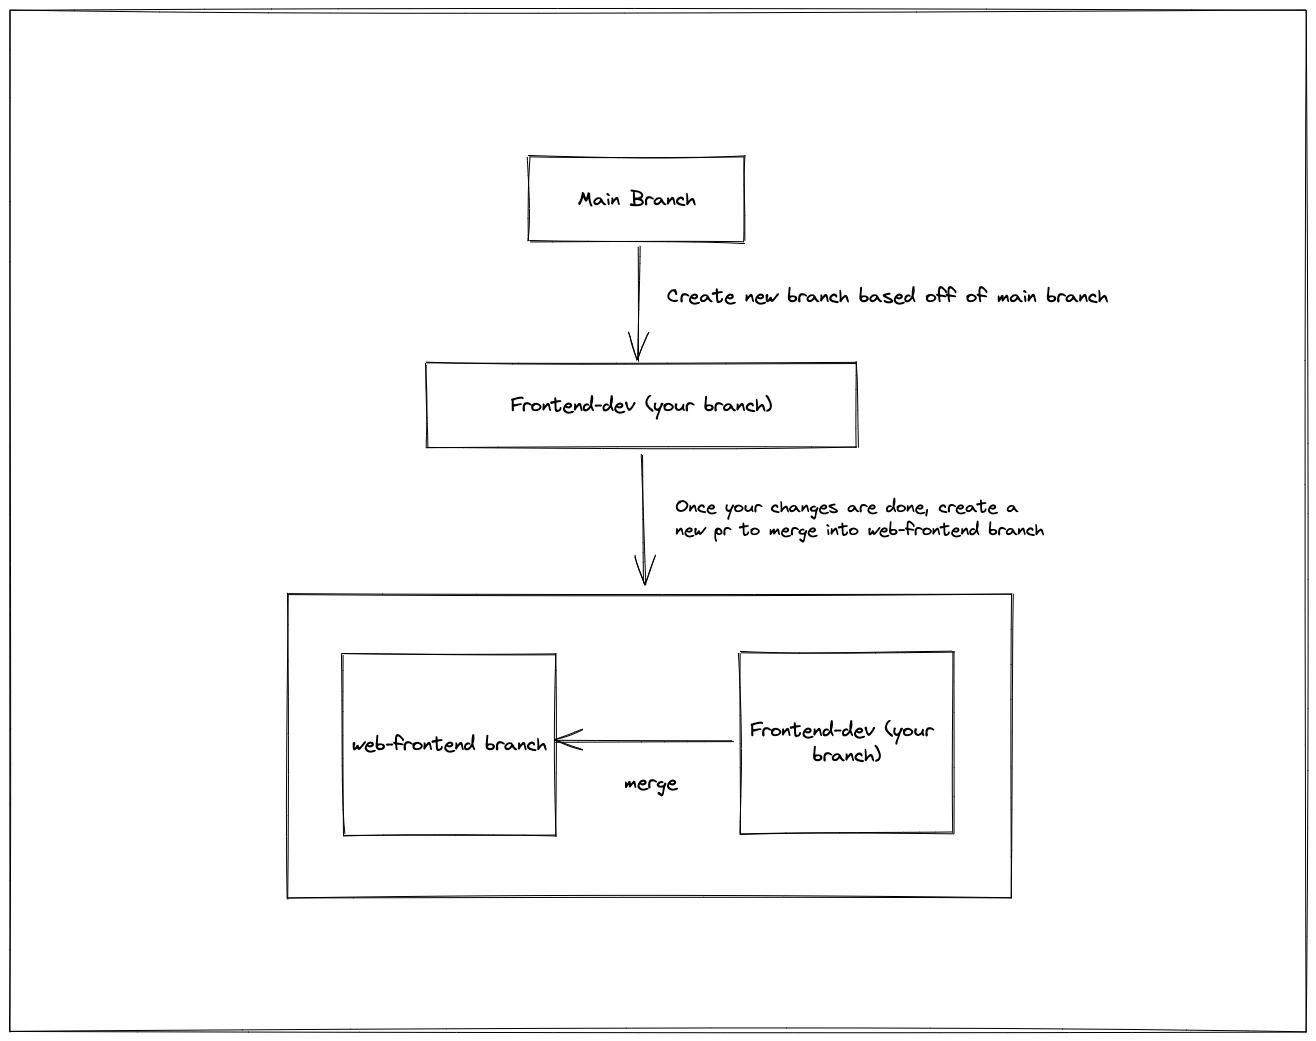 Main Branch
Create new branch based off of main branch
Frontend-dev (your branch)
Once your changes are done, create a
new pr to merge into web-frontend branch
web-frontend branch
merge
Frontend-dev (your
branch)